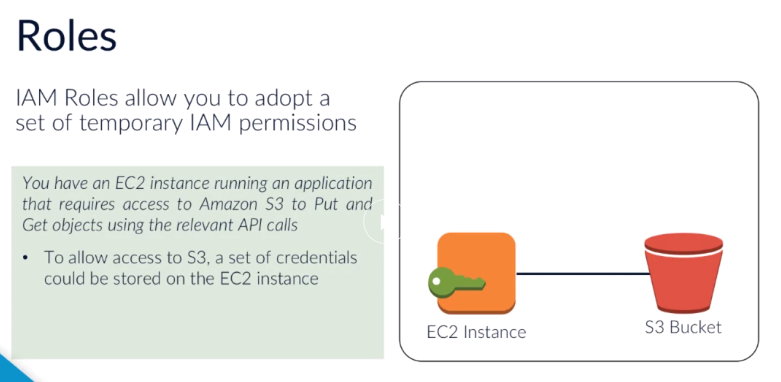 Roles
IAM Roles allow you to adopt a
set of temporary IAM permissions
You have an EC2 instance running an application
that requires access to Amazon S3 to Put and
Get objects using the relevant API calls
• To allow access to S3, a set of credentials
could be stored on the EC2 instance
EC2 Instance
S3 Bucket